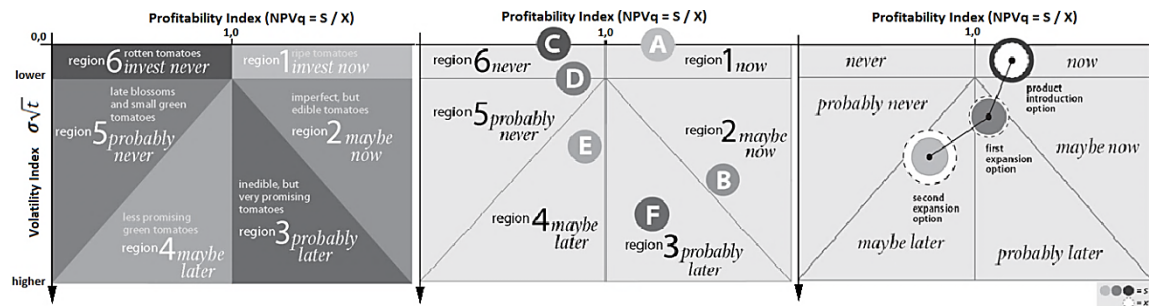 Profitability Index (NPVq = S / X)
0,0
1,0
lower
higher
Volatility Index σ√t
region 6 rotten tomatoes
invest never
region 1 ripe tomatoes
invest now
late blossoms
and small green
tomatoes
region 5 probably
never
imperfect, but
edible tomatoes
region 2 maybe
now
inedible, but
very promising
tomatoes
region 3 probably
later
less promising
green tomatoes
region 4 maybe
later
Profitability Index (NPVq = S / X)
1,0
C
A
region 6 never
region 1 now
D
region 5 probably
never
E
region 2 maybe
now
B
F
region 4 maybe
later
region 3 probably
later
Profitability Index (NPVq = S / X)
1,0
never
now
probably never
product
introduction
option
maybe now
first
expansion
option
second
expansion
option
maybe later
probably later
= S
= X